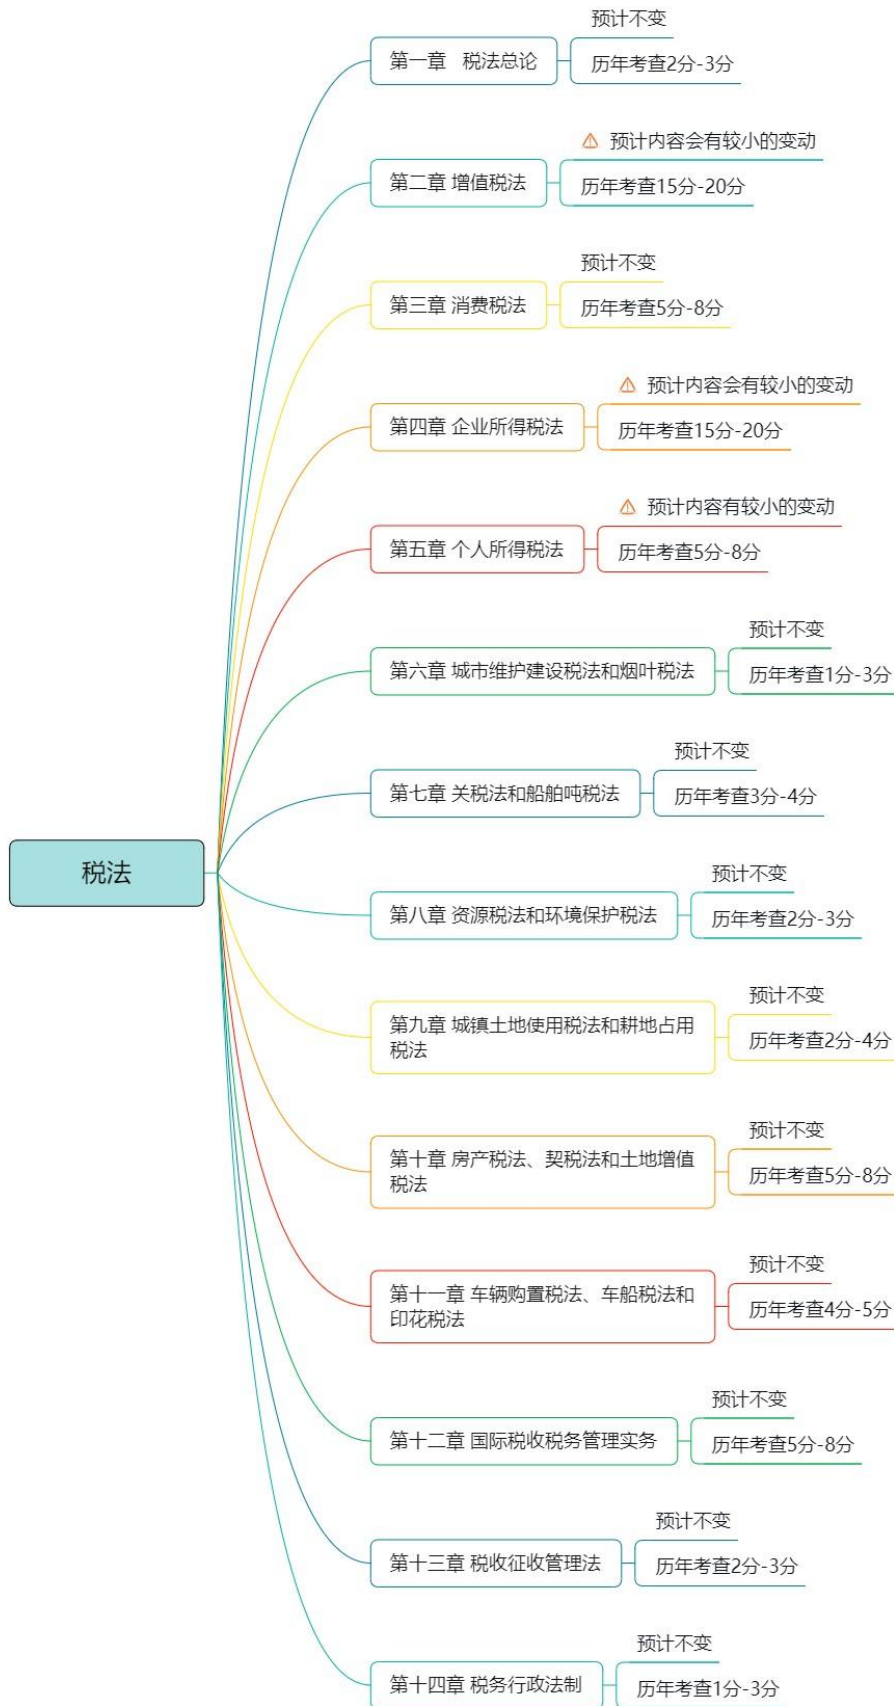 税法
第一章 税法总论
预计不变
历年考查2分-3分
第二章 增值税法
预计内容会有较小的变动
历年考查15分-20分
第三章 消费税法
预计不变
历年考查5分-8分
第四章 企业所得税法
预计内容会有较小的变动
历年考查15分-20分
第五章 个人所得税法
预计内容有较小的变动
历年考查5分-8分
第六章 城市维护建设税法和烟叶税法
预计不变
历年考查1分-3分
第七章 关税法和船舶吨税法
预计不变
历年考查3分-4分
第八章 资源税法和环境保护税法
预计不变
历年考查2分-3分
第九章 城镇土地使用税法和耕地占用
税法
预计不变
历年考查2分-4分
第十章 房产税法、契税法和土地增值
税法
预计不变
历年考查5分-8分
第十一章 车辆购置税法、车船税法和
印花税法
预计不变
历年考查4分-5分
第十二章 国际税收税务管理实务
预计不变
历年考查5分-8分
第十三章 税收征收管理法
预计不变
历年考查2分-3分
第十四章 税务行政法制
预计不变
历年考查1分-3分